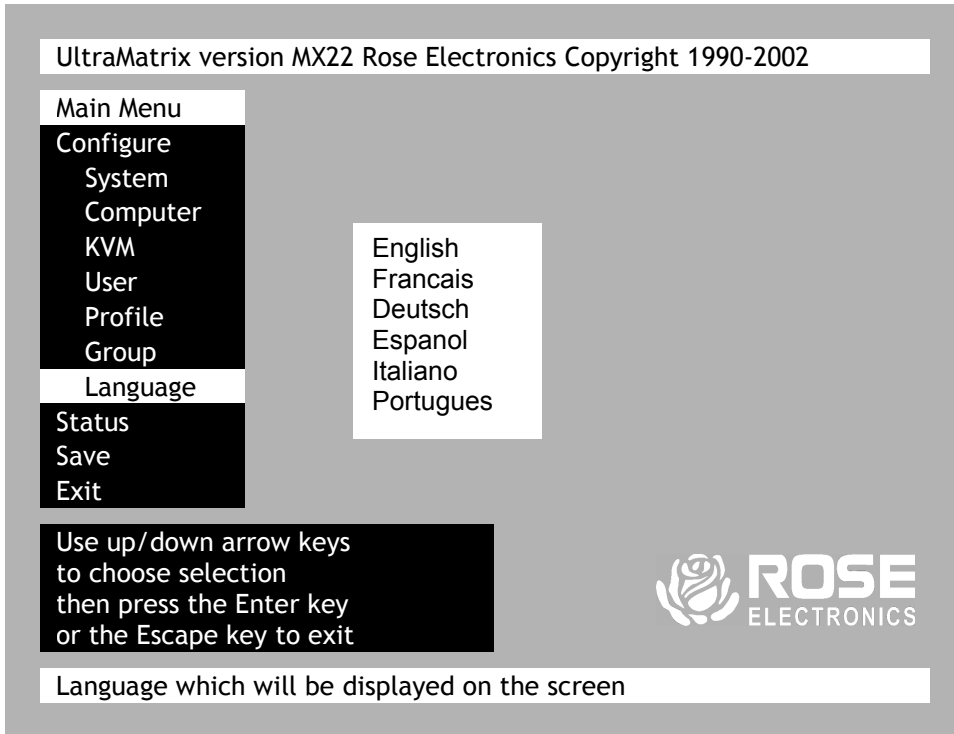 UltraMatrix version MX22 Rose Electronics Copyright 1990-2002
Main Menu
Configure
System
Computer
KVM
User
Profile
Group
Language
Status
Save
Exit
English
Francais
Deutsch
Espanol
Italiano
Portugues
Use up/down arrow keys
to choose selection
then press the Enter key
or the Escape key to exit
ROSE
ELECTRONICS
Language which will be displayed on the screen